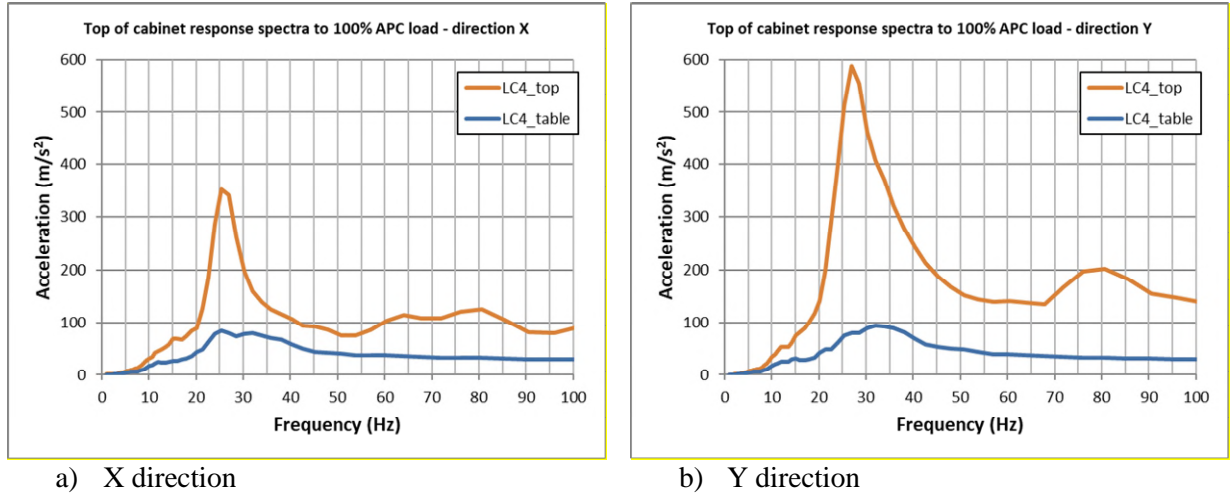 Top of cabinet response spectra to 100% APC load - direction X
600
500
400
300
200
100
0
Acceleration (m/s²)
LC4_top
LC4_table
0 10 20 30 40 50 60 70 80 90 100
Frequency (Hz)
a) X direction
Top of cabinet response spectra to 100% APC load - direction Y
600
500
400
300
200
100
0
Acceleration (m/s²)
LC4_top
LC4_table
0 10 20 30 40 50 60 70 80 90 100
Frequency (Hz)
b) Y direction